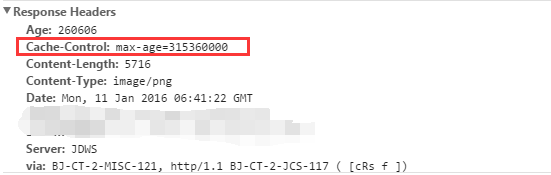 Response Headers
Age: 260606
Cache-Control: max-age=315360000
Content-Length: 5716
Content-Type: image/png
Date: Mon, 11 Jan 2016 06:41:22 GMT
Server: JDWS
via: BJ-CT-2-MISC-121, http/1.1 BJ-CT-2-JCS-117 ( [cRs f ])